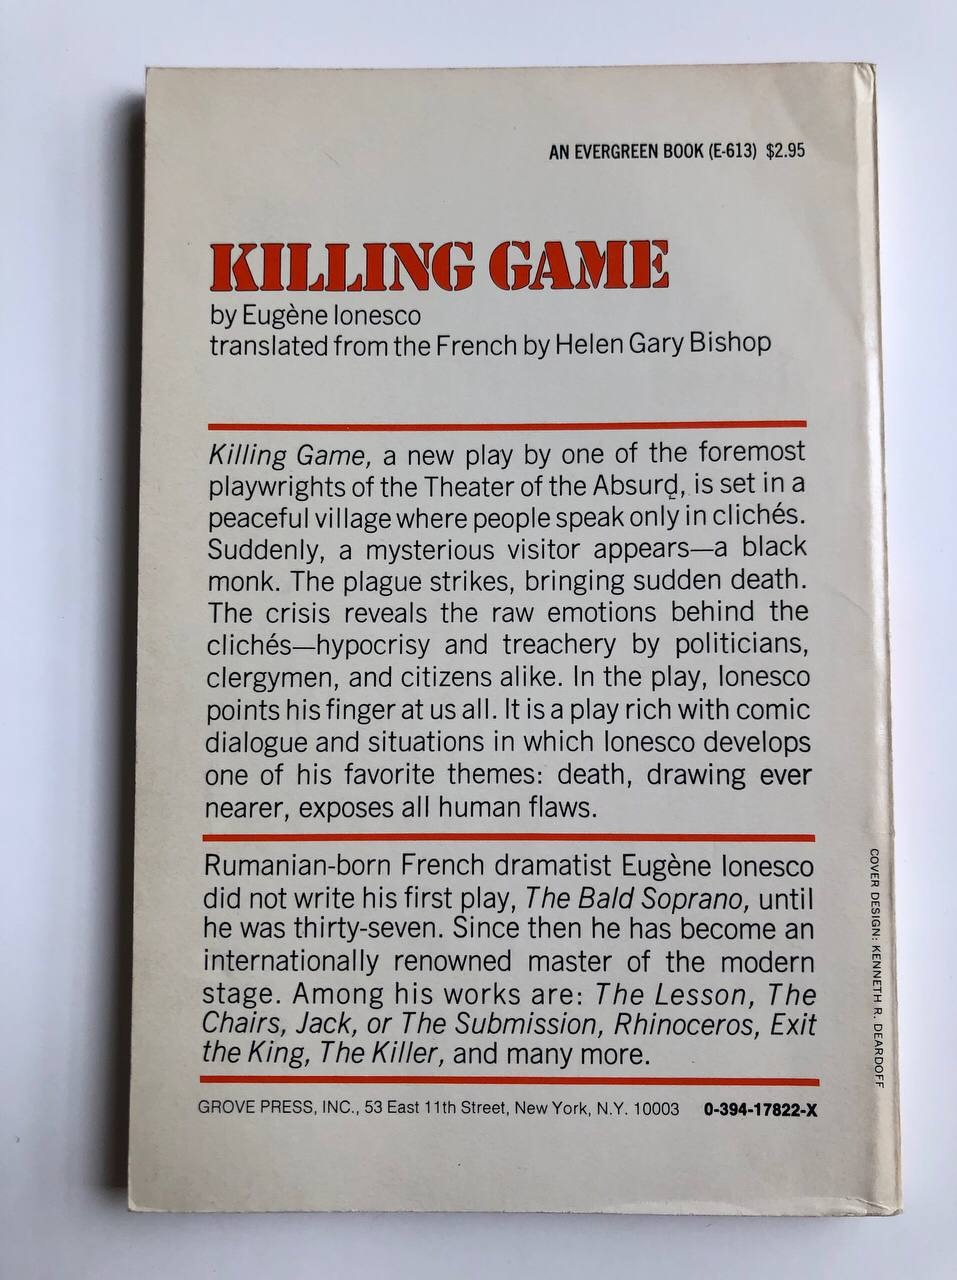 AN EVERGREEN BOOK (E-613) $2.95
KILLING GAME
by Eugène Ionesco
translated from the French by Helen Gary Bishop
Killing Game, a new play by one of the foremost
playwrights of the Theater of the Absurd, is set in a
peaceful village where people speak only in clichés.
Suddenly, a mysterious visitor appears—a black
monk. The plague strikes, bringing sudden death.
The crisis reveals the raw emotions behind the
clichés—hypocrisy and treachery by politicians,
clergymen, and citizens alike. In the play, Ionesco
points his finger at us all. It is a play rich with comic
dialogue and situations in which Ionesco develops
one of his favorite themes: death, drawing ever
nearer, exposes all human flaws.
Rumanian-born French dramatist Eugène Ionesco
did not write his first play, The Bald Soprano, until
he was thirty-seven. Since then he has become an
internationally renowned master of the modern
stage. Among his works are: The Lesson, The
Chairs, Jack, or The Submission, Rhinoceros, Exit
the King, The Killer, and many more.
GROVE PRESS, INC., 53 East 11th Street, New York, N.Y. 10003 0-394-17822-X
COVER DESIGN: KENNETH R. DEARDOFF